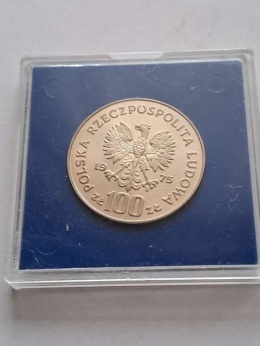 POLSKA RZECZPOSPOLITA LUDOWA
19 75
ZŁ 100 ZŁ